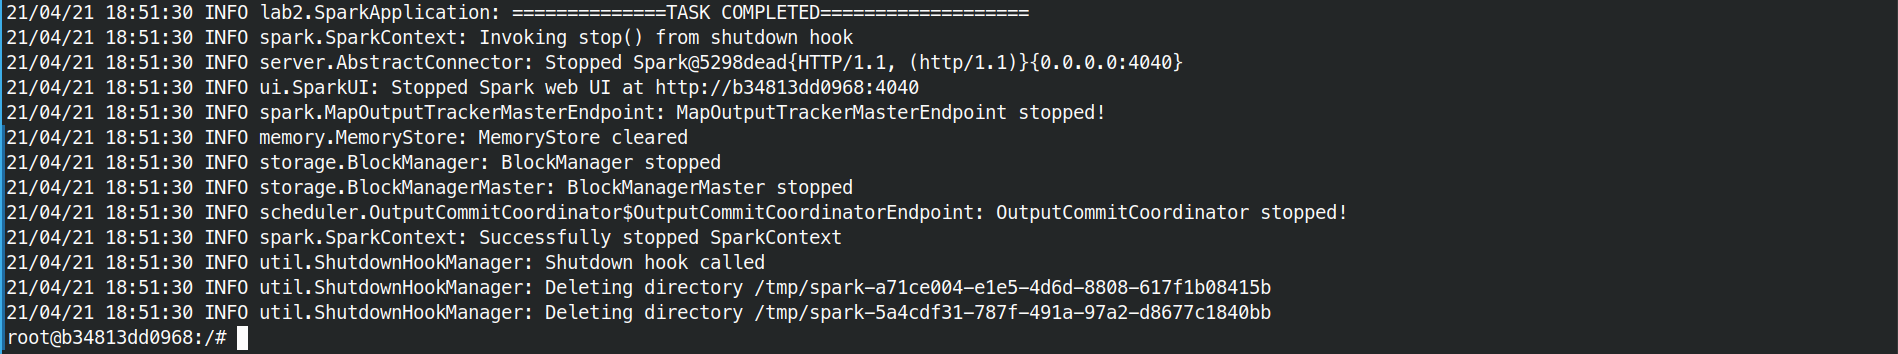 21/04/21 18:51:30 INFO lab2.SparkApplication: ==============TASK COMPLETED===================
21/04/21 18:51:30 INFO spark.SparkContext: Invoking stop() from shutdown hook
21/04/21 18:51:30 INFO server.AbstractConnector: Stopped Spark@5298dead{HTTP/1.1, (http/1.1)}{0.0.0.0:4040}
21/04/21 18:51:30 INFO ui.SparkUI: Stopped Spark web UI at http://b34813dd0968:4040
21/04/21 18:51:30 INFO spark.MapOutputTrackerMasterEndpoint: MapOutputTrackerMasterEndpoint stopped!
21/04/21 18:51:30 INFO memory.MemoryStore: MemoryStore cleared
21/04/21 18:51:30 INFO storage.BlockManager: BlockManager stopped
21/04/21 18:51:30 INFO storage.BlockManagerMaster: BlockManagerMaster stopped
21/04/21 18:51:30 INFO scheduler.OutputCommitCoordinator$OutputCommitCoordinatorEndpoint: OutputCommitCoordinator stopped!
21/04/21 18:51:30 INFO spark.SparkContext: Successfully stopped SparkContext
21/04/21 18:51:30 INFO util.ShutdownHookManager: Shutdown hook called
21/04/21 18:51:30 INFO util.ShutdownHookManager: Deleting directory /tmp/spark-a71ce004-e1e5-4d6d-8808-617f1b08415b
21/04/21 18:51:30 INFO util.ShutdownHookManager: Deleting directory /tmp/spark-5a4cdf31-787f-491a-97a2-d8677c1840bb
root@b34813dd0968:/#